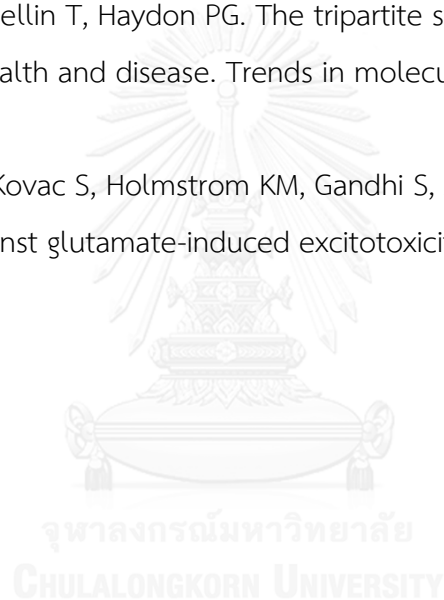 ellin T, Haydon PG. The tripartite s
alth and disease. Trends in molecu
Kovac S, Holmstrom KM, Gandhi S,
nst glutamate-induced excitotoxicit
จุฬาลงกรณ์มหาวิทยาลัย
CHULALONGKORN UNIVERSITY